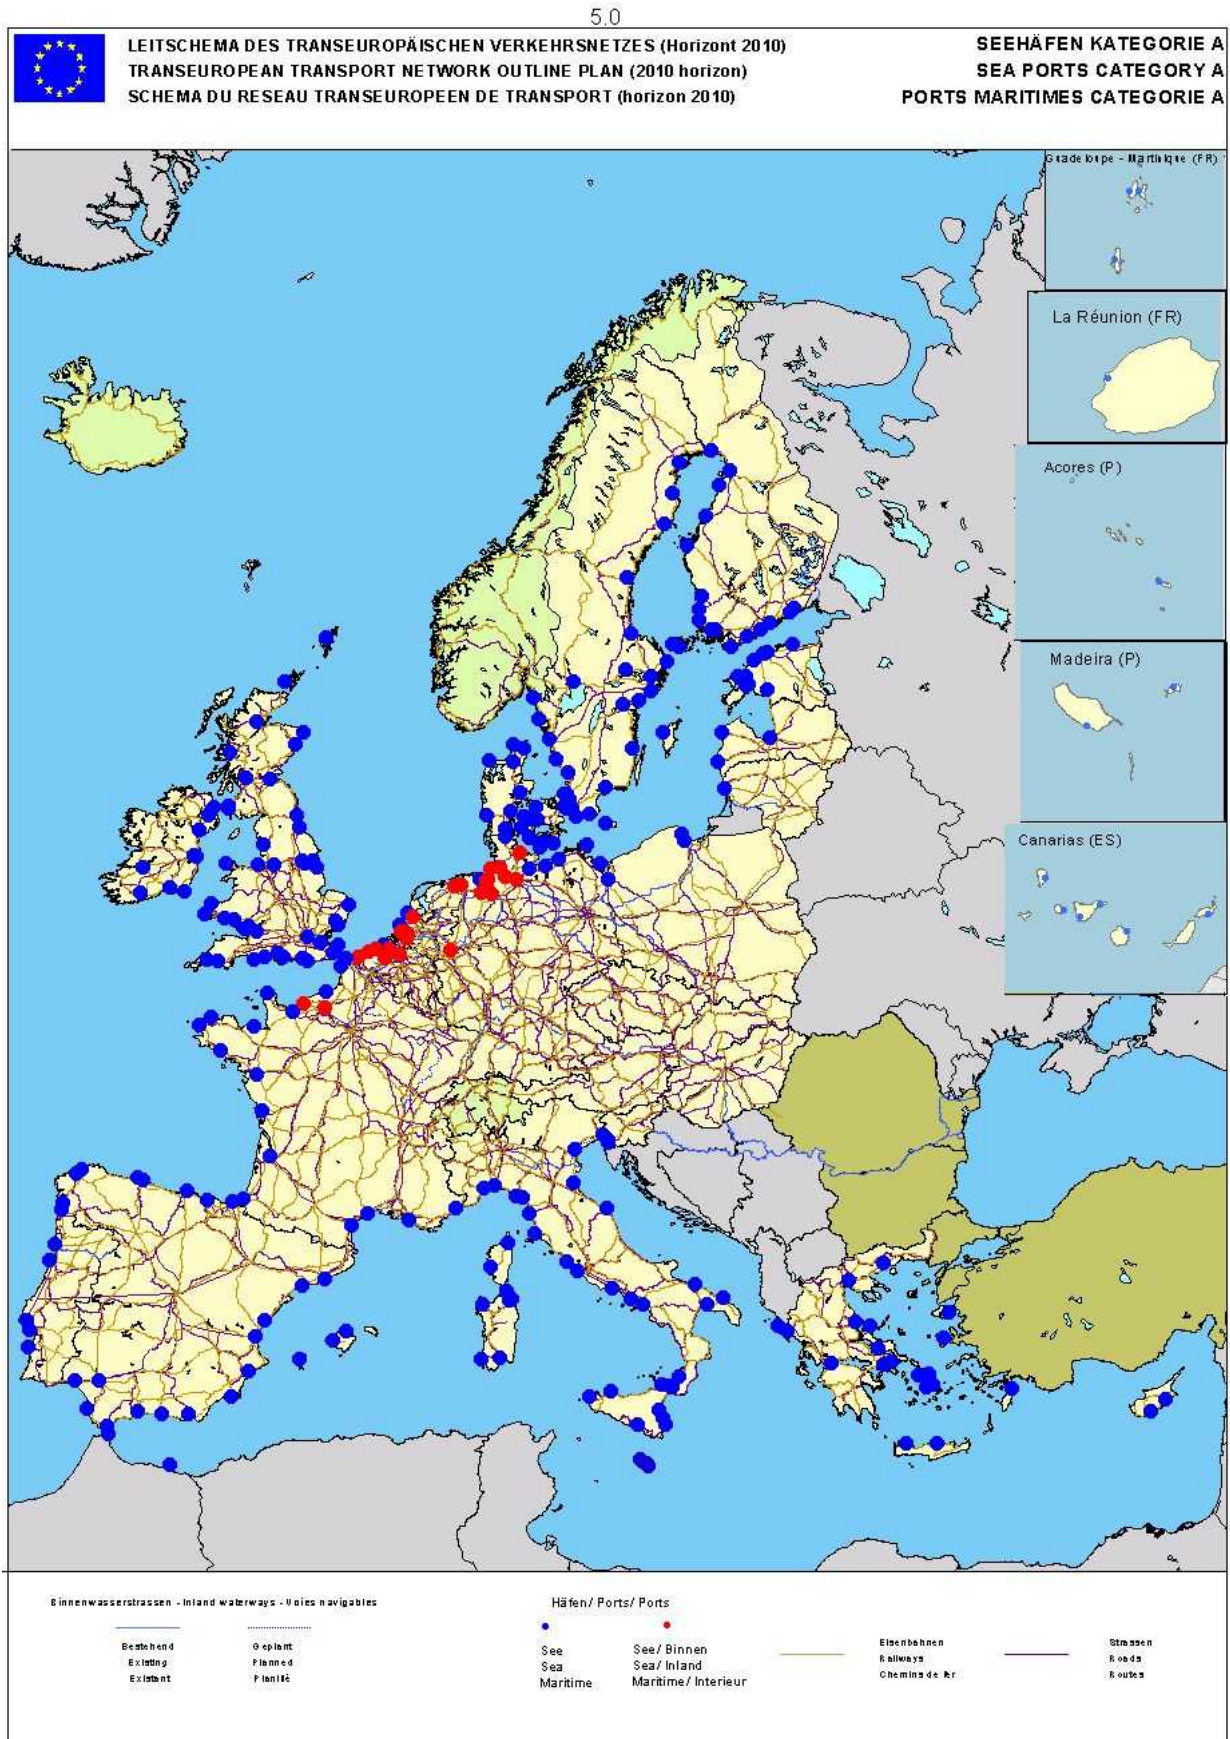 5.0
LEITSCHEMA DES TRANSEUROPÄISCHEN VERKEHRSNETZES (Horizont 2010)
TRANSEUROPEAN TRANSPORT NETWORK OUTLINE PLAN (2010 horizon)
SCHEMA DU RESEAU TRANSEUROPEEN DE TRANSPORT (horizon 2010)
SEEHÄFEN KATEGORIE A
SEA PORTS CATEGORY A
PORTS MARITIMES CATEGORIE A
Guadeloupe - Martinique (FR)
La Réunion (FR)
Acores (P)
Madeira (P)
Canarias (ES)
Binnenwasserstrassen - Inland waterways - Voies navigables
Bestehend
Existing
Existant
Geplant
Planned
Planifié
Häfen/ Ports/ Ports
See
Sea
Maritime
See/ Binnen
Sea/ Inland
Maritime/ Interieur
Eisenbahnen
Railways
Chemins de fer
Strassen
Roads
Routes